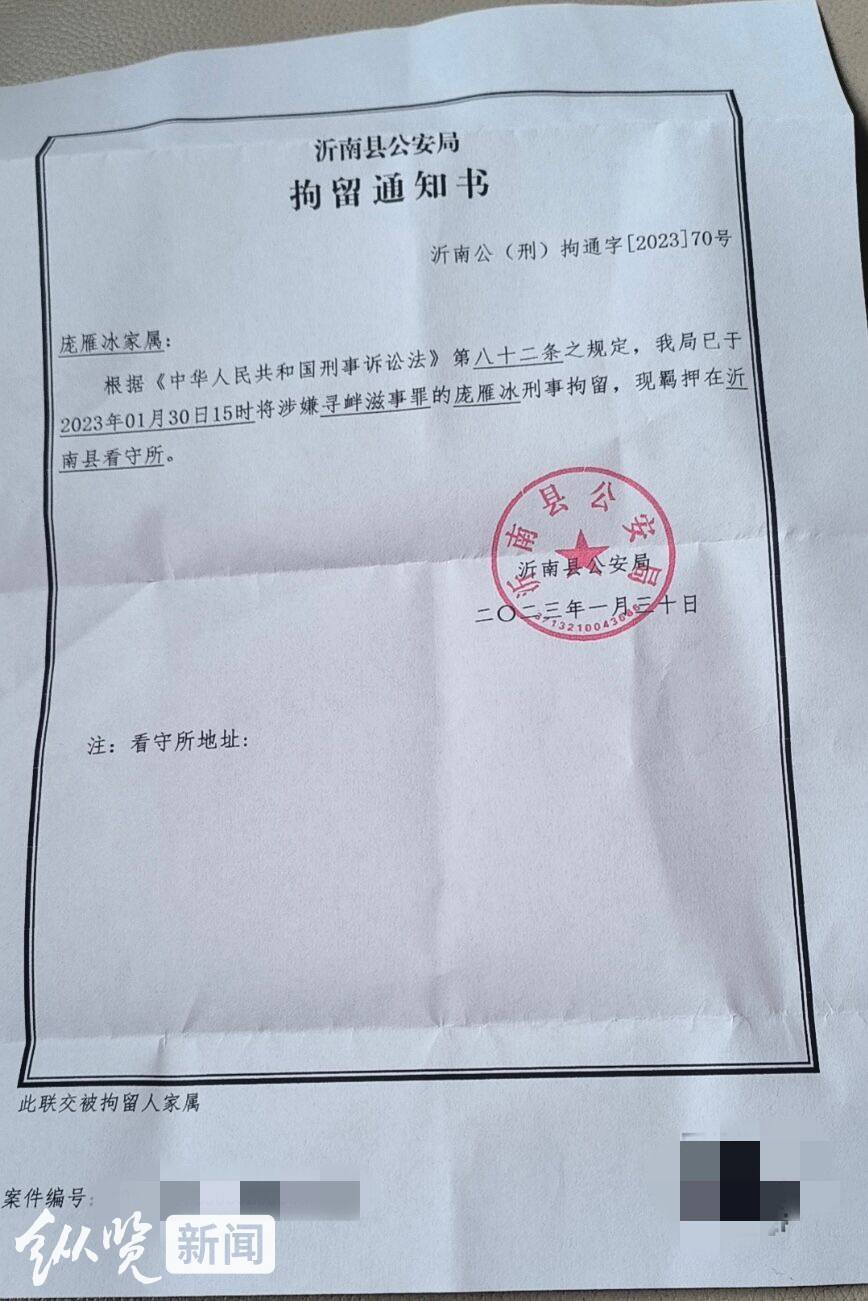 沂南县公安局
拘留通知书
沂南公（刑）拘通字[2023]70号
庞雁冰家属：
根据《中华人民共和国刑事诉讼法》第八十二条之规定，我局已于
2023年01月30日15时将涉嫌寻衅滋事罪的庞雁冰刑事拘留，现羁押在沂
南县看守所。
沂南县公安局
沂南县公安局
二〇二三年一月三十日
注：看守所地址：
此联交被拘留人家属
案件编号：
纵览新闻